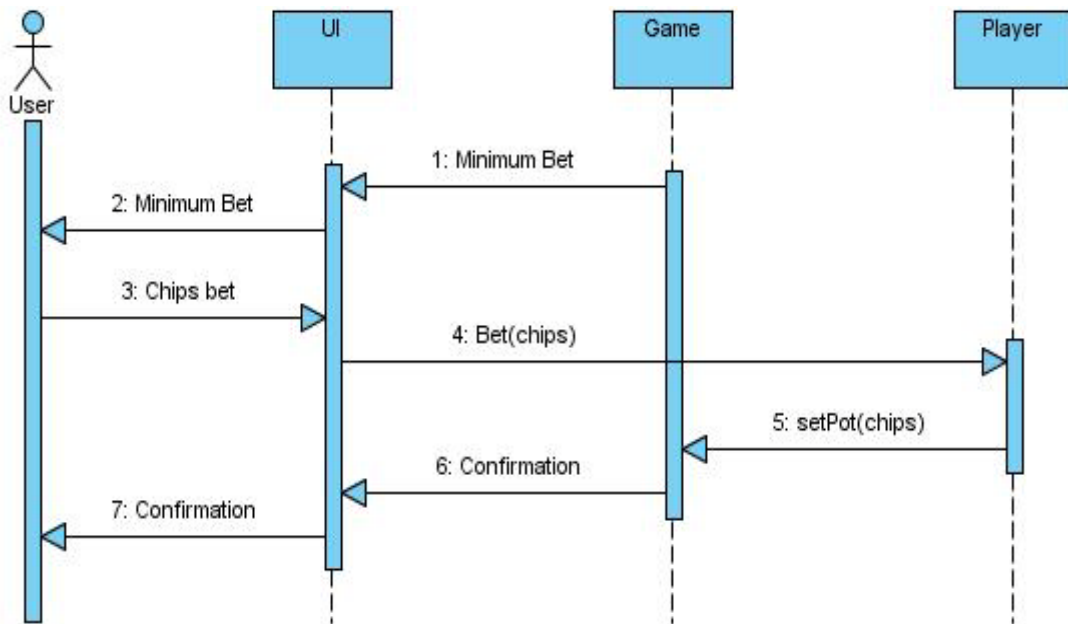 UI
Game
Player
User
1: Minimum Bet
2: Minimum Bet
3: Chips bet
4: Bet(chips)
5: setPot(chips)
6: Confirmation
7: Confirmation